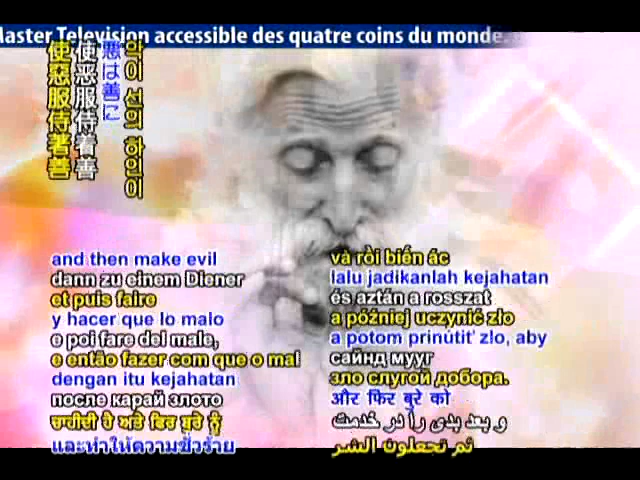 Master Television accessible des quatre coins du monde.
악이 선의 하인이
悪は善に
使恶服侍着善
使惡服侍著善
and then make evil
dann zu einem Diener
et puis faire
y hacer que lo malo
e poi fare del male,
e então fazer com que o mal
dengan itu kejahatan
после карай злото
ਚਾਹੀਦੀ ਹੈ ਅਤੇ ਫਿਰ ਬੁਰੇ ਨੂੰ
และทำให้ความชั่วร้าย
và rồi biến ác
lalu jadikanlah kejahatan
és aztán a rosszat
a później uczynić zło
a potom prinútiť zlo, aby
сайнд мууг
зло слугой добора.
और फिर बुरे को
و بعد بدی را در خدمت
ثم تجعلون الشر